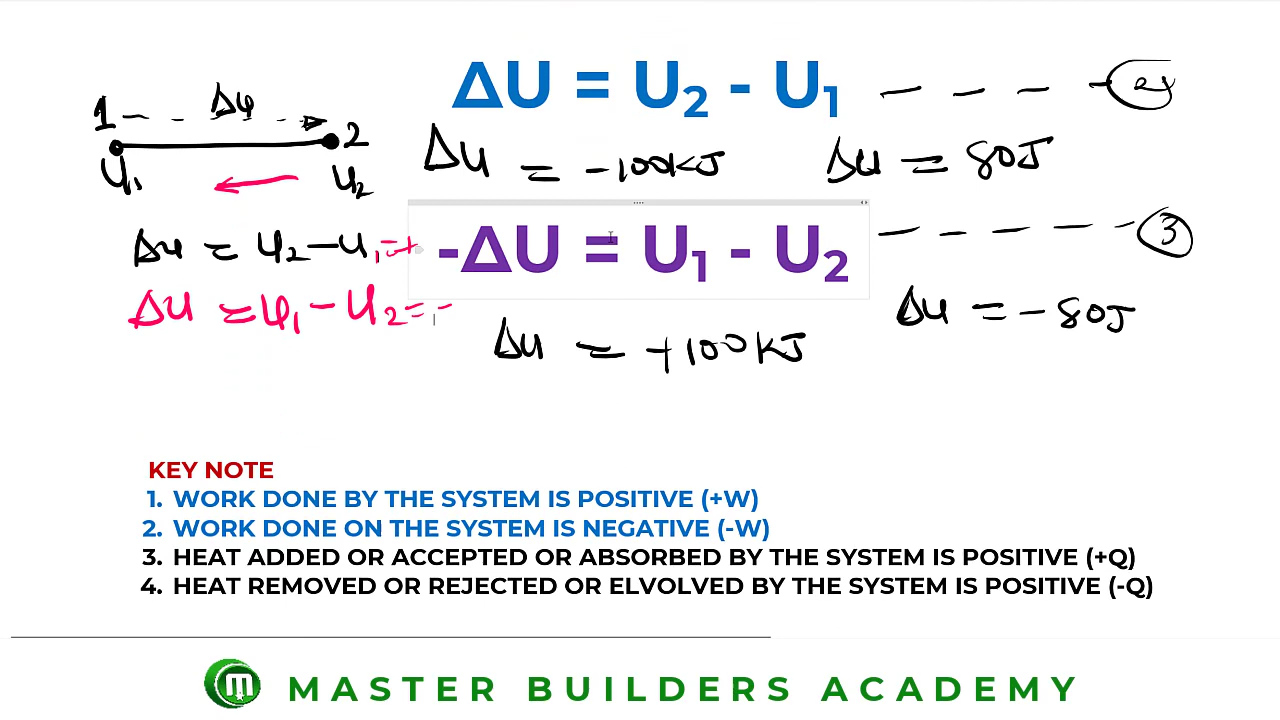 ΔU = U₂ - U₁ - - - - 2
1 - - ΔU - - 2
U₁ U₂
ΔU = -100kJ ΔU = 80J
ΔU = U₂ - U₁ = +
-ΔU = U₁ - U₂ - - - - - 3
ΔU = U₁ - U₂ = -
ΔU = +100kJ ΔU = -80J
KEY NOTE
1. WORK DONE BY THE SYSTEM IS POSITIVE (+W)
2. WORK DONE ON THE SYSTEM IS NEGATIVE (-W)
3. HEAT ADDED OR ACCEPTED OR ABSORBED BY THE SYSTEM IS POSITIVE (+Q)
4. HEAT REMOVED OR REJECTED OR ELVOLVED BY THE SYSTEM IS POSITIVE (-Q)
MASTER BUILDERS ACADEMY